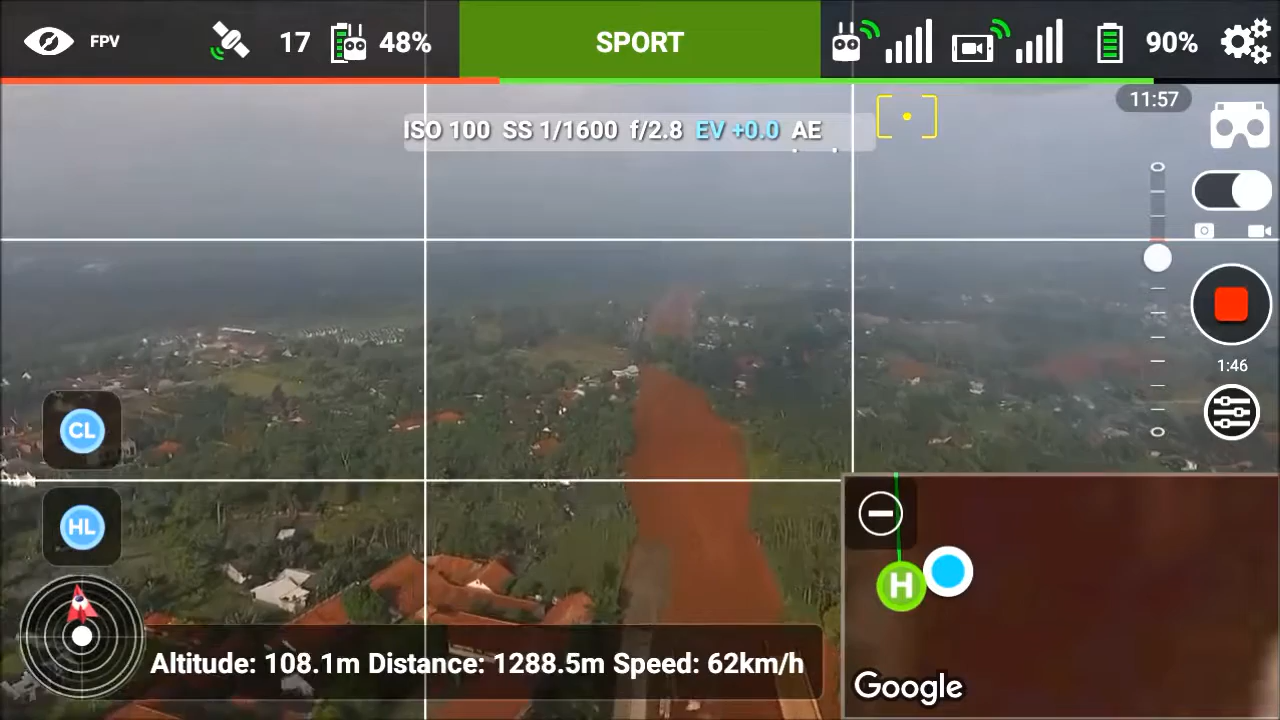 FPV
17
48%
SPORT
90%
11:57
ISO 100 SS 1/1600 f/2.8 EV +0.0 AE
1:46
CL
HL
H
Altitude: 108.1m Distance: 1288.5m Speed: 62km/h
Google